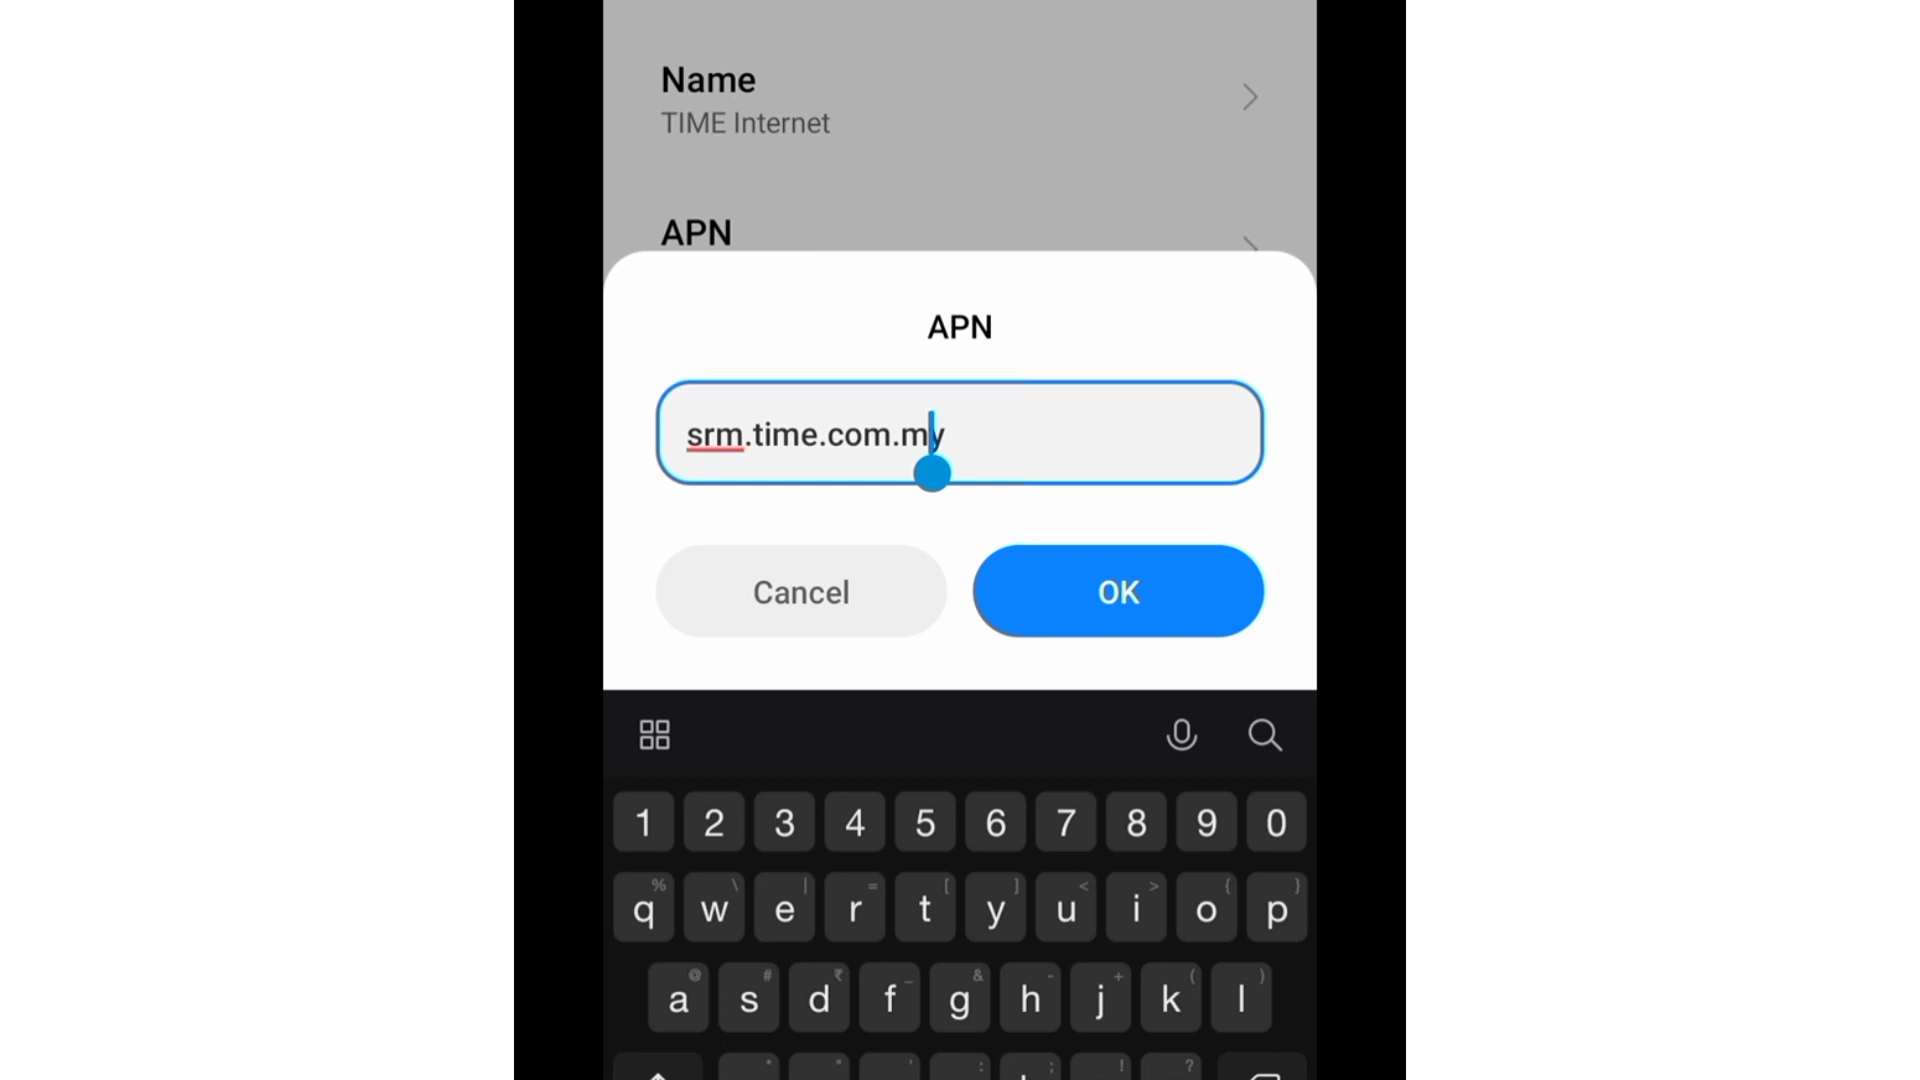 Name
TIME Internet
APN
APN
srm.time.com.my
Cancel
OK
1 2 3 4 5 6 7 8 9 0
% \ | = [ ] < > { }
q w e r t y u i o p
@ # ₹ _ & - + ( )
a s d f g h j k l
* " ' : ; ! ?